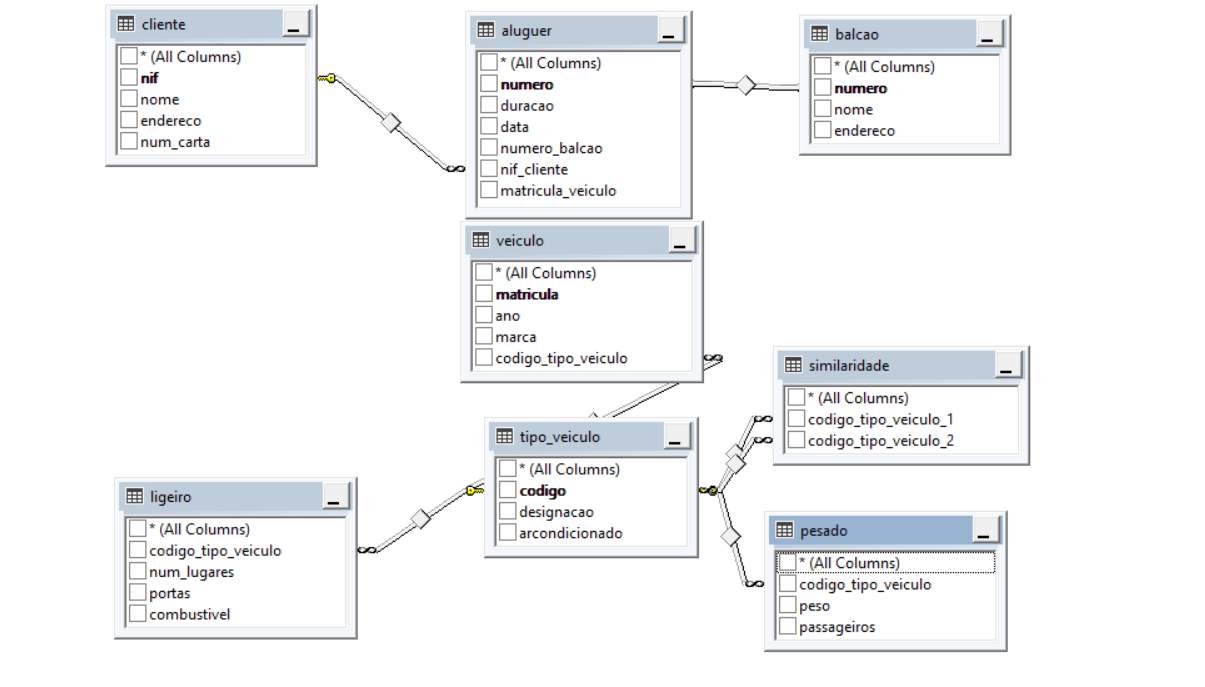 cliente
* (All Columns)
nif
nome
endereco
num_carta
aluguer
* (All Columns)
numero
duracao
data
numero_balcao
nif_cliente
matricula_veiculo
balcao
* (All Columns)
numero
nome
endereco
veiculo
* (All Columns)
matricula
ano
marca
codigo_tipo_veiculo
similaridade
* (All Columns)
codigo_tipo_veiculo_1
codigo_tipo_veiculo_2
tipo_veiculo
* (All Columns)
codigo
designacao
arcondicionado
ligeiro
* (All Columns)
codigo_tipo_veiculo
num_lugares
portas
combustivel
pesado
* (All Columns)
codigo_tipo_veiculo
peso
passageiros